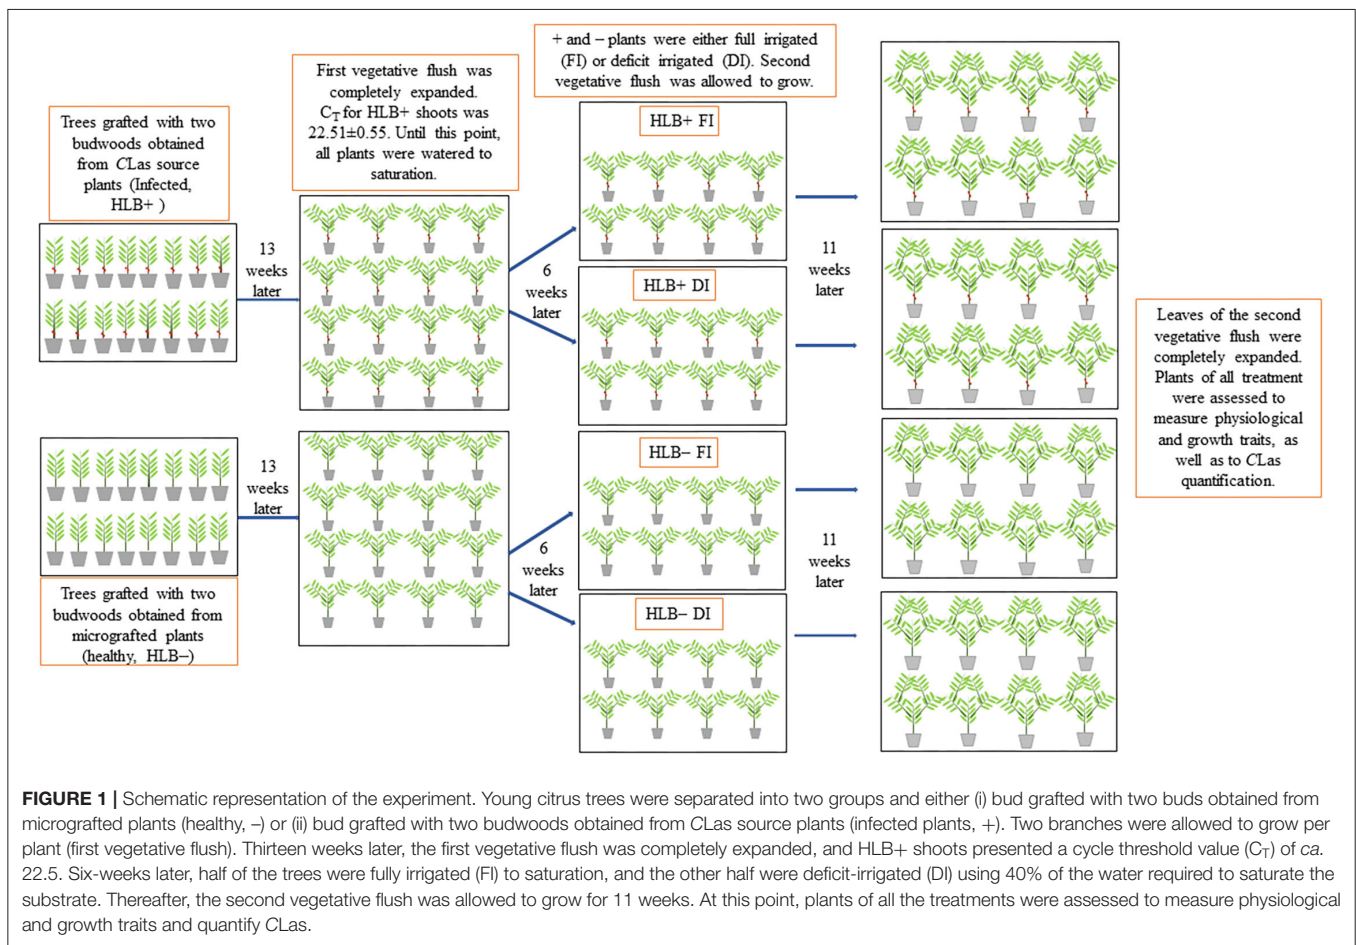 Trees grafted with two
budwoods obtained
from CLas source
plants (Infected,
HLB+ )
13
weeks
later
First vegetative flush was
completely expanded.
CT for HLB+ shoots was
22.51±0.55. Until this point,
all plants were watered to
saturation.
6
weeks
later
+ and – plants were either full irrigated
(FI) or deficit irrigated (DI). Second
vegetative flush was allowed to grow.
HLB+ FI
HLB+ DI
11
weeks
later
Trees grafted with two
budwoods obtained from
micrografted plants
(healthy, HLB–)
13
weeks
later
6
weeks
later
HLB– FI
HLB– DI
11
weeks
later
Leaves of the second
vegetative flush were
completely expanded.
Plants of all treatment
were assessed to
measure physiological
and growth traits, as
well as to CLas
quantification.
FIGURE 1 | Schematic representation of the experiment. Young citrus trees were separated into two groups and either (i) bud grafted with two buds obtained from
micrografted plants (healthy, –) or (ii) bud grafted with two budwoods obtained from CLas source plants (infected plants, +). Two branches were allowed to grow per
plant (first vegetative flush). Thirteen weeks later, the first vegetative flush was completely expanded, and HLB+ shoots presented a cycle threshold value (CT) of ca.
22.5. Six-weeks later, half of the trees were fully irrigated (FI) to saturation, and the other half were deficit-irrigated (DI) using 40% of the water required to saturate the
substrate. Thereafter, the second vegetative flush was allowed to grow for 11 weeks. At this point, plants of all the treatments were assessed to measure physiological
and growth traits and quantify CLas.